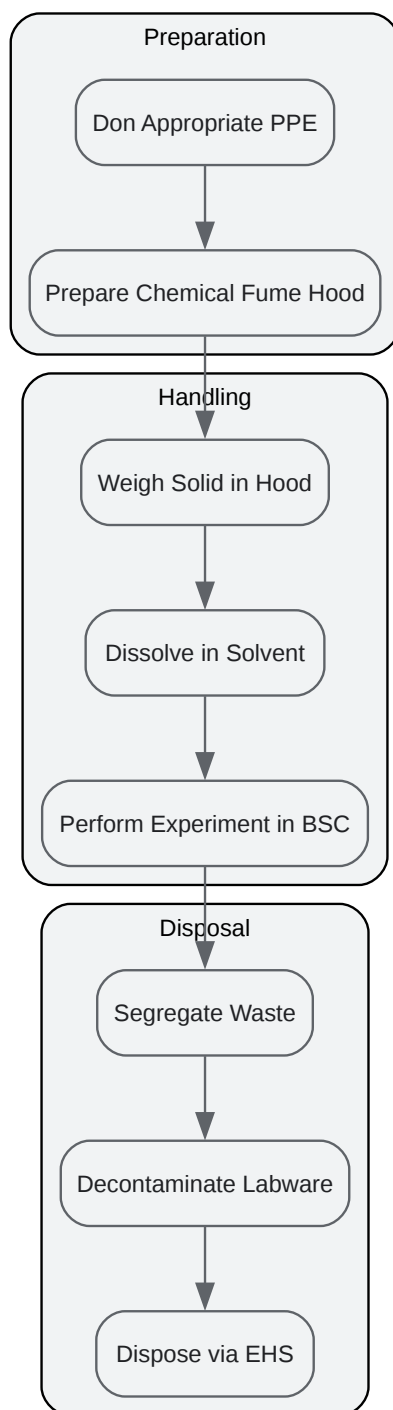 Preparation
Don Appropriate PPE
Prepare Chemical Fume Hood
Handling
Weigh Solid in Hood
Dissolve in Solvent
Perform Experiment in BSC
Disposal
Segregate Waste
Decontaminate Labware
Dispose via EHS